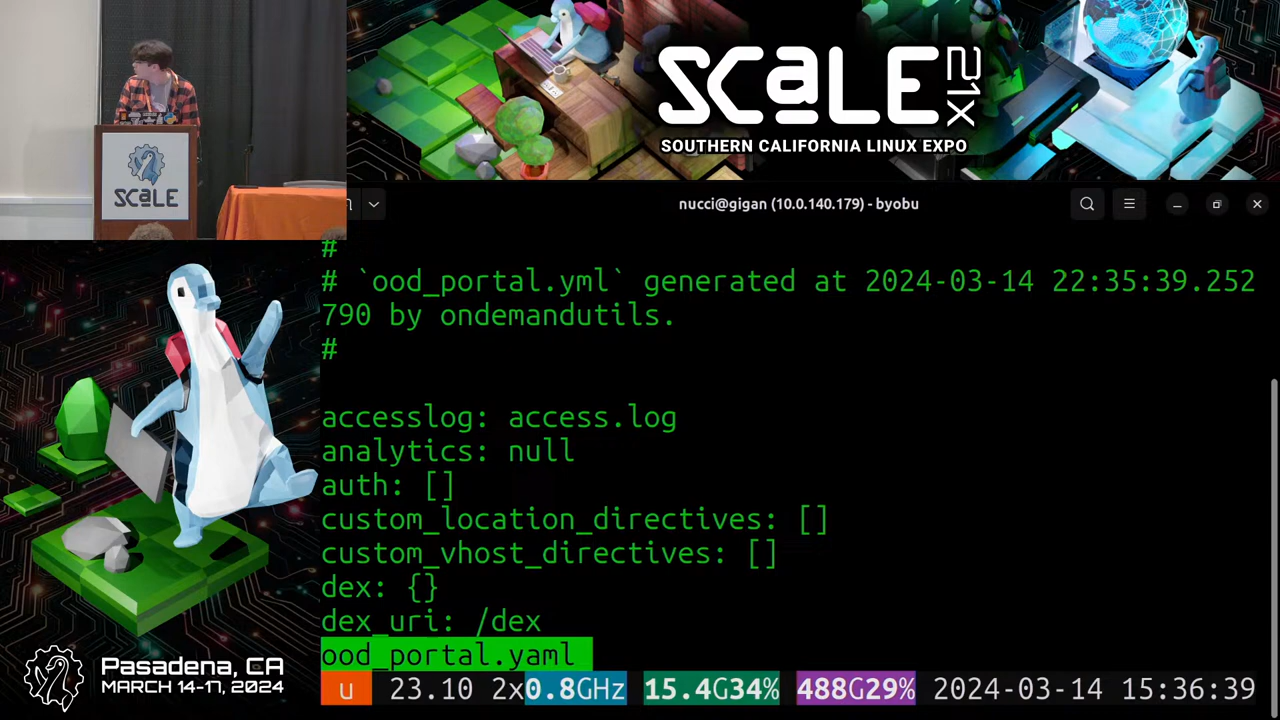 SCaLE 21X
SOUTHERN CALIFORNIA LINUX EXPO
SCaLE
nucci@gigan (10.0.140.179) - byobu
#
# `ood_portal.yml` generated at 2024-03-14 22:35:39.252
790 by ondemandutils.
#
accesslog: access.log
analytics: null
auth: []
custom_location_directives: []
custom_vhost_directives: []
dex: {}
dex_uri: /dex
ood_portal.yaml
u 23.10 2x0.8GHz 15.4G34% 488G29% 2024-03-14 15:36:39
Pasadena, CA
MARCH 14-17, 2024